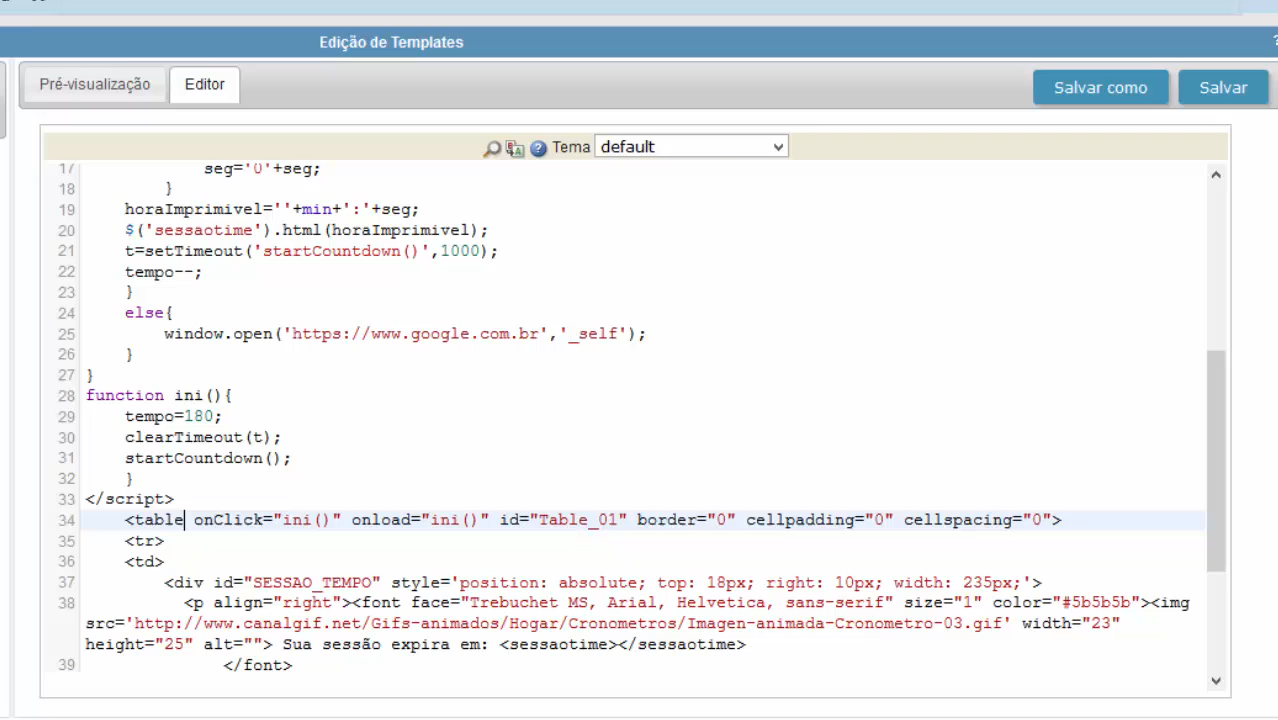 Edição de Templates
?
Pré-visualização Editor Salvar como Salvar
Tema default
17 seg='0'+seg;
18 }
19 horaImprimivel=''+min+':'+seg;
20 $('sessaotime').html(horaImprimivel);
21 t=setTimeout('startCountdown()',1000);
22 tempo--;
23 }
24 else{
25 window.open('https://www.google.com.br','_self');
26 }
27 }
28 function ini(){
29 tempo=180;
30 clearTimeout(t);
31 startCountdown();
32 }
33 </script>
34 <table onClick="ini()" onload="ini()" id="Table_01" border="0" cellpadding="0" cellspacing="0">
35 <tr>
36 <td>
37 <div id="SESSAO_TEMPO" style='position: absolute; top: 18px; right: 10px; width: 235px;'>
38 <p align="right"><font face="Trebuchet MS, Arial, Helvetica, sans-serif" size="1" color="#5b5b5b"><img
src='http://www.canalgif.net/Gifs-animados/Hogar/Cronometros/Imagen-animada-Cronometro-03.gif' width="23"
height="25" alt=""> Sua sessão expira em: <sessaotime></sessaotime>
39 </font>